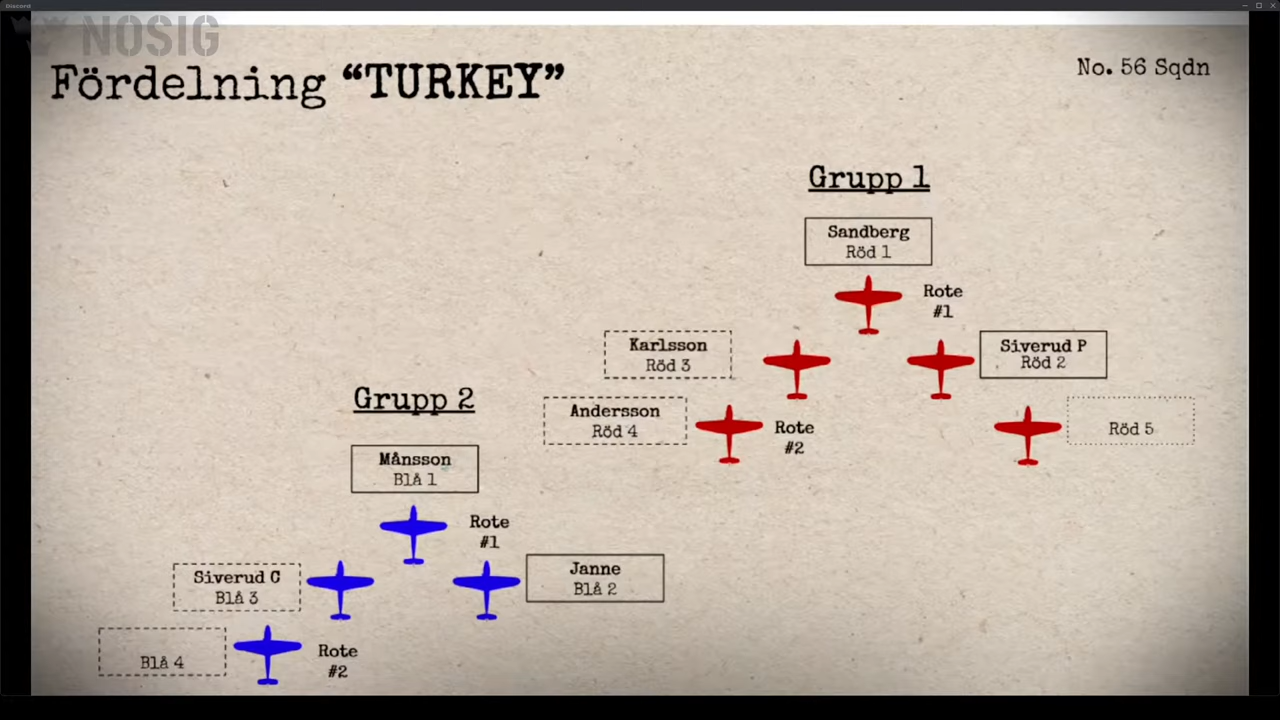 Discord
NOSIG
Fördelning “TURKEY”
No. 56 Sqdn
Grupp 1
Sandberg
Röd 1
Rote
#1
Karlsson
Röd 3
Siverud P
Röd 2
Andersson
Röd 4
Rote
#2
Röd 5
Grupp 2
Månsson
Blå 1
Rote
#1
Siverud C
Blå 3
Janne
Blå 2
Blå 4
Rote
#2